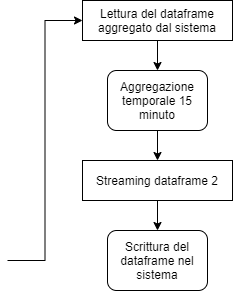 Lettura del dataframe
aggregato dal sistema
Aggregazione
temporale 15
minuto
Streaming dataframe 2
Scrittura del
dataframe nel
sistema